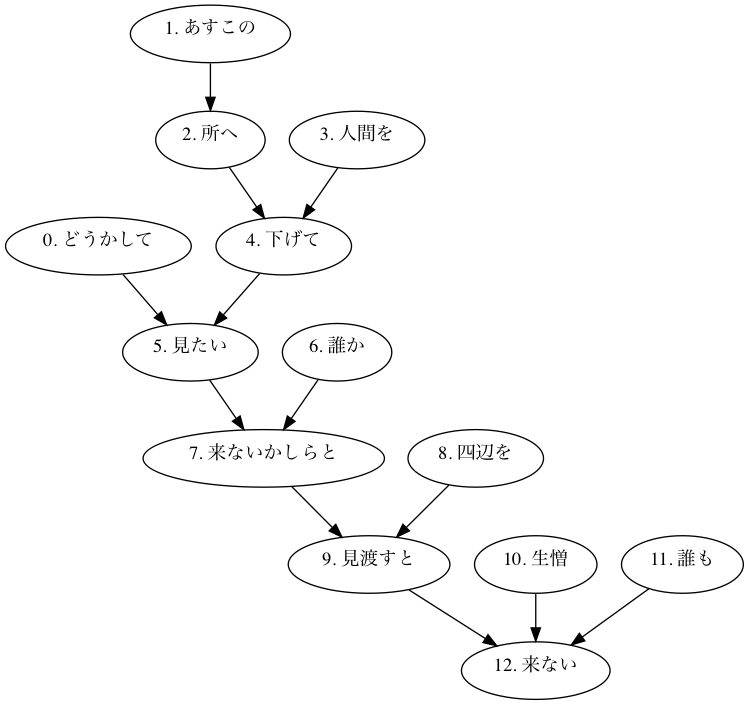 1. あすこの
2. 所へ
3. 人間を
0. どうかして
4. 下げて
5. 見たい
6. 誰か
7. 来ないかしらと
8. 四辺を
9. 見渡すと
10. 生憎
11. 誰も
12. 来ない